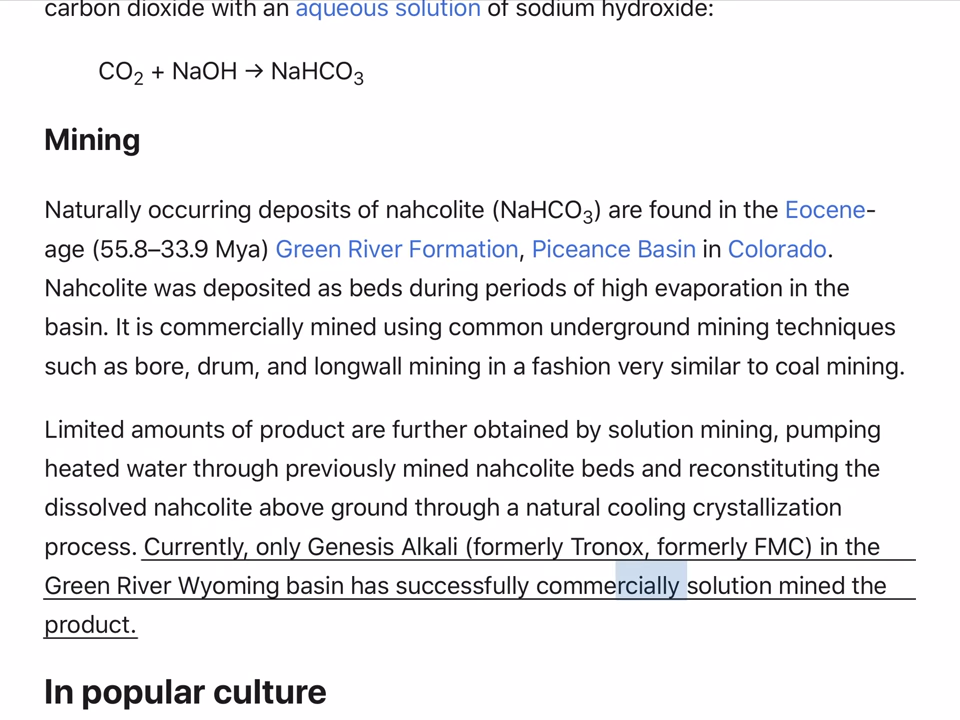 carbon dioxide with an aqueous solution of sodium hydroxide:
CO₂ + NaOH → NaHCO₃
Mining
Naturally occurring deposits of nahcolite (NaHCO₃) are found in the Eocene-
age (55.8–33.9 Mya) Green River Formation, Piceance Basin in Colorado.
Nahcolite was deposited as beds during periods of high evaporation in the
basin. It is commercially mined using common underground mining techniques
such as bore, drum, and longwall mining in a fashion very similar to coal mining.
Limited amounts of product are further obtained by solution mining, pumping
heated water through previously mined nahcolite beds and reconstituting the
dissolved nahcolite above ground through a natural cooling crystallization
process. Currently, only Genesis Alkali (formerly Tronox, formerly FMC) in the
Green River Wyoming basin has successfully commercially solution mined the
product.
In popular culture